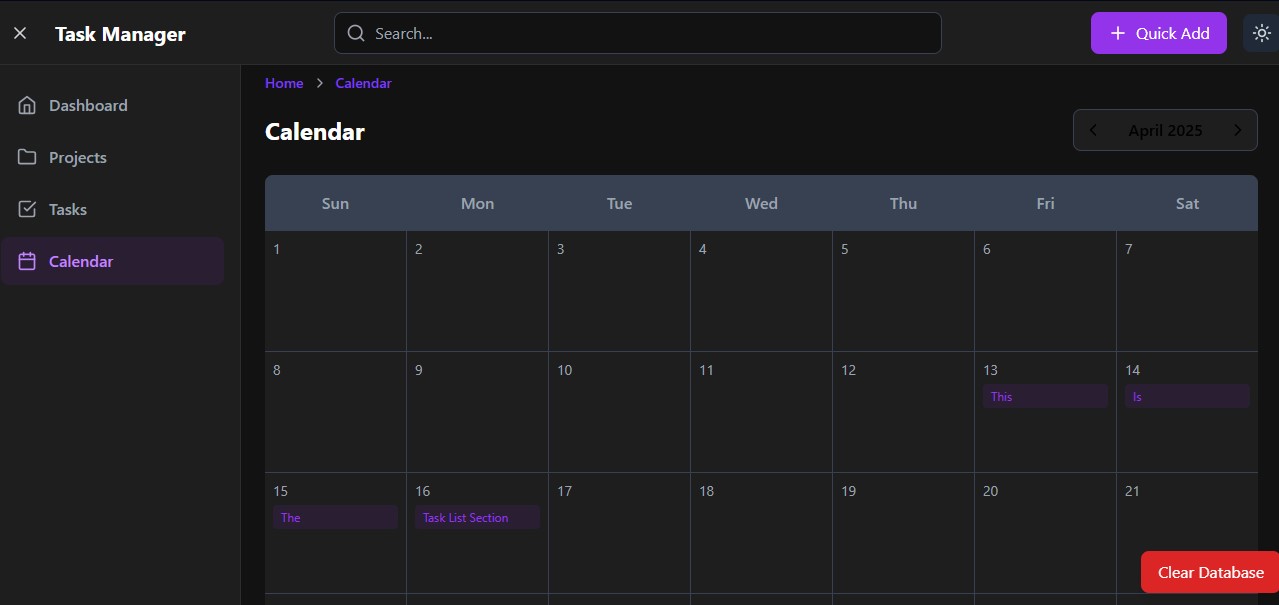 Task Manager
Search...
Quick Add
Dashboard
Projects
Tasks
Calendar
Home > Calendar
Calendar
April 2025
Sun Mon Tue Wed Thu Fri Sat
1 2 3 4 5 6 7
8 9 10 11 12 13 14
This Is
15 16 17 18 19 20 21
The Task List Section
Clear Database